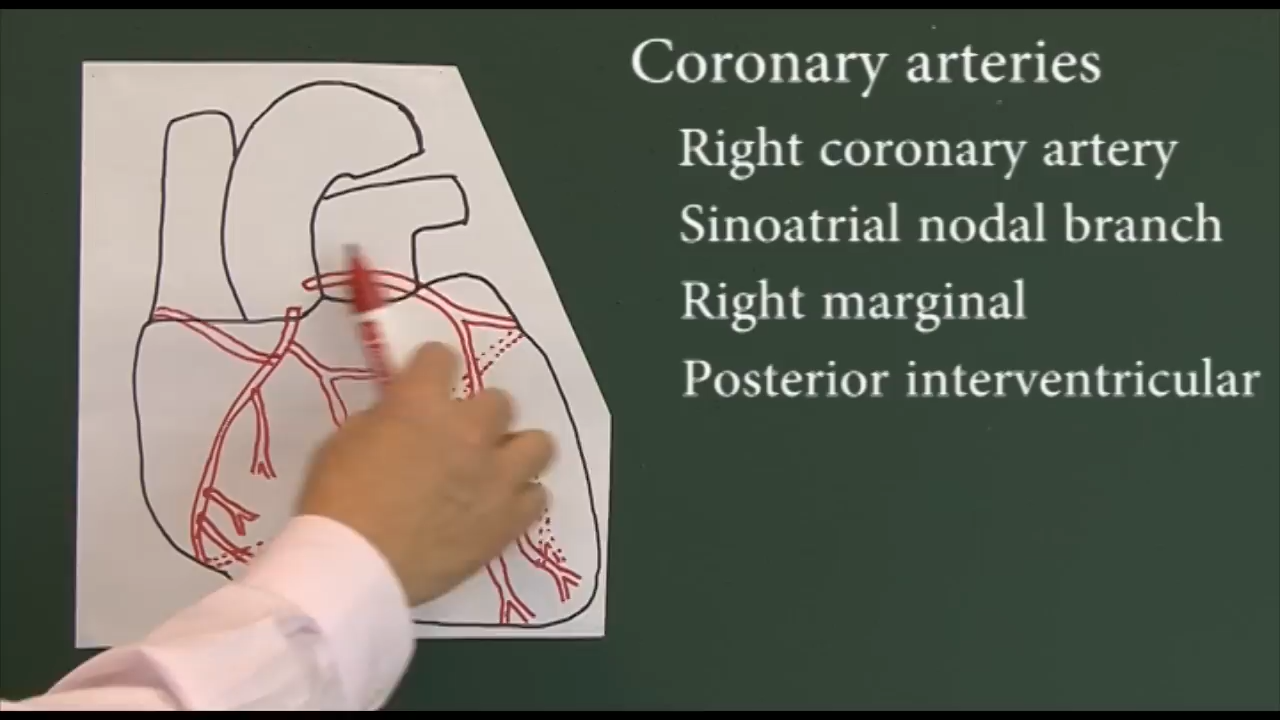 Coronary arteries
Right coronary artery
Sinoatrial nodal branch
Right marginal
Posterior interventricular